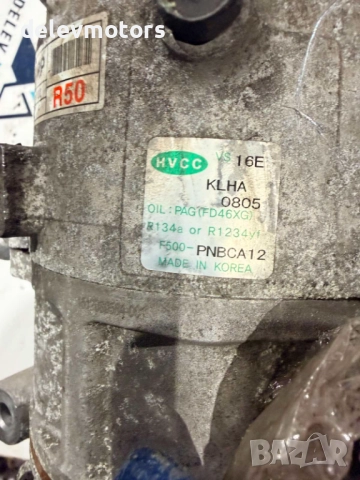 delevmotors
DELEV
R50
HVCC
VS 16E
KLHA
0805
OIL: PAG(FD46XG)
R134a or R1234yf
F500-PNBCA12
MADE IN KOREA
BAZAR